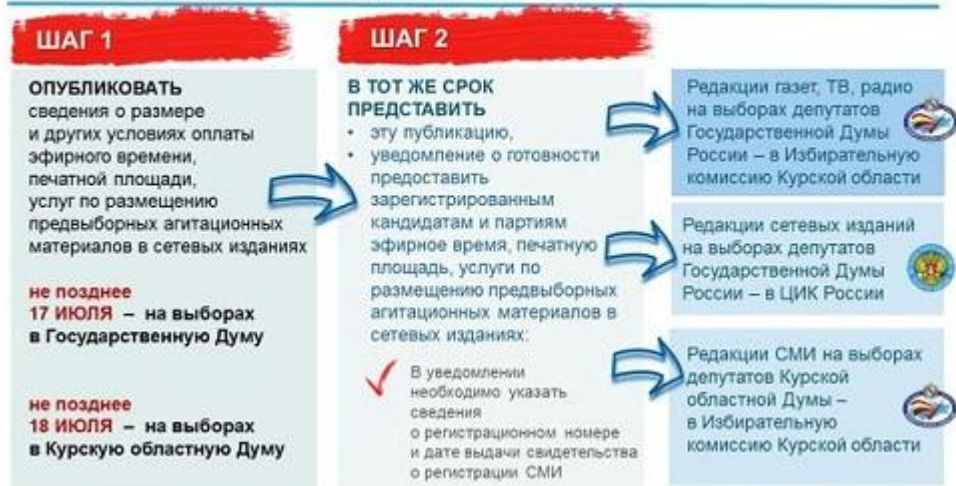 ШАГ 1
ОПУБЛИКОВАТЬ
сведения о размере
и других условиях оплаты
эфирного времени,
печатной площади,
услуг по размещению
предвыборных агитационных
материалов в сетевых изданиях
не позднее
17 ИЮЛЯ – на выборах
в Государственную Думу
не позднее
18 ИЮЛЯ – на выборах
в Курскую областную Думу
ШАГ 2
В ТОТ ЖЕ СРОК
ПРЕДСТАВИТЬ
• эту публикацию,
• уведомление о готовности
предоставить
зарегистрированным
кандидатам и партиям
эфирное время, печатную
площадь, услуги по
размещению предвыборных
агитационных материалов в
сетевых изданиях:
В уведомлении
необходимо указать
сведения
о регистрационном номере
и дате выдачи свидетельства
о регистрации СМИ
Редакции газет, ТВ, радио
на выборах депутатов
Государственной Думы
России – в Избирательную
комиссию Курской области
Редакции сетевых изданий
на выборах депутатов
Государственной Думы
России – в ЦИК России
Редакции СМИ на выборах
депутатов Курской
областной Думы –
в Избирательную
комиссию Курской области